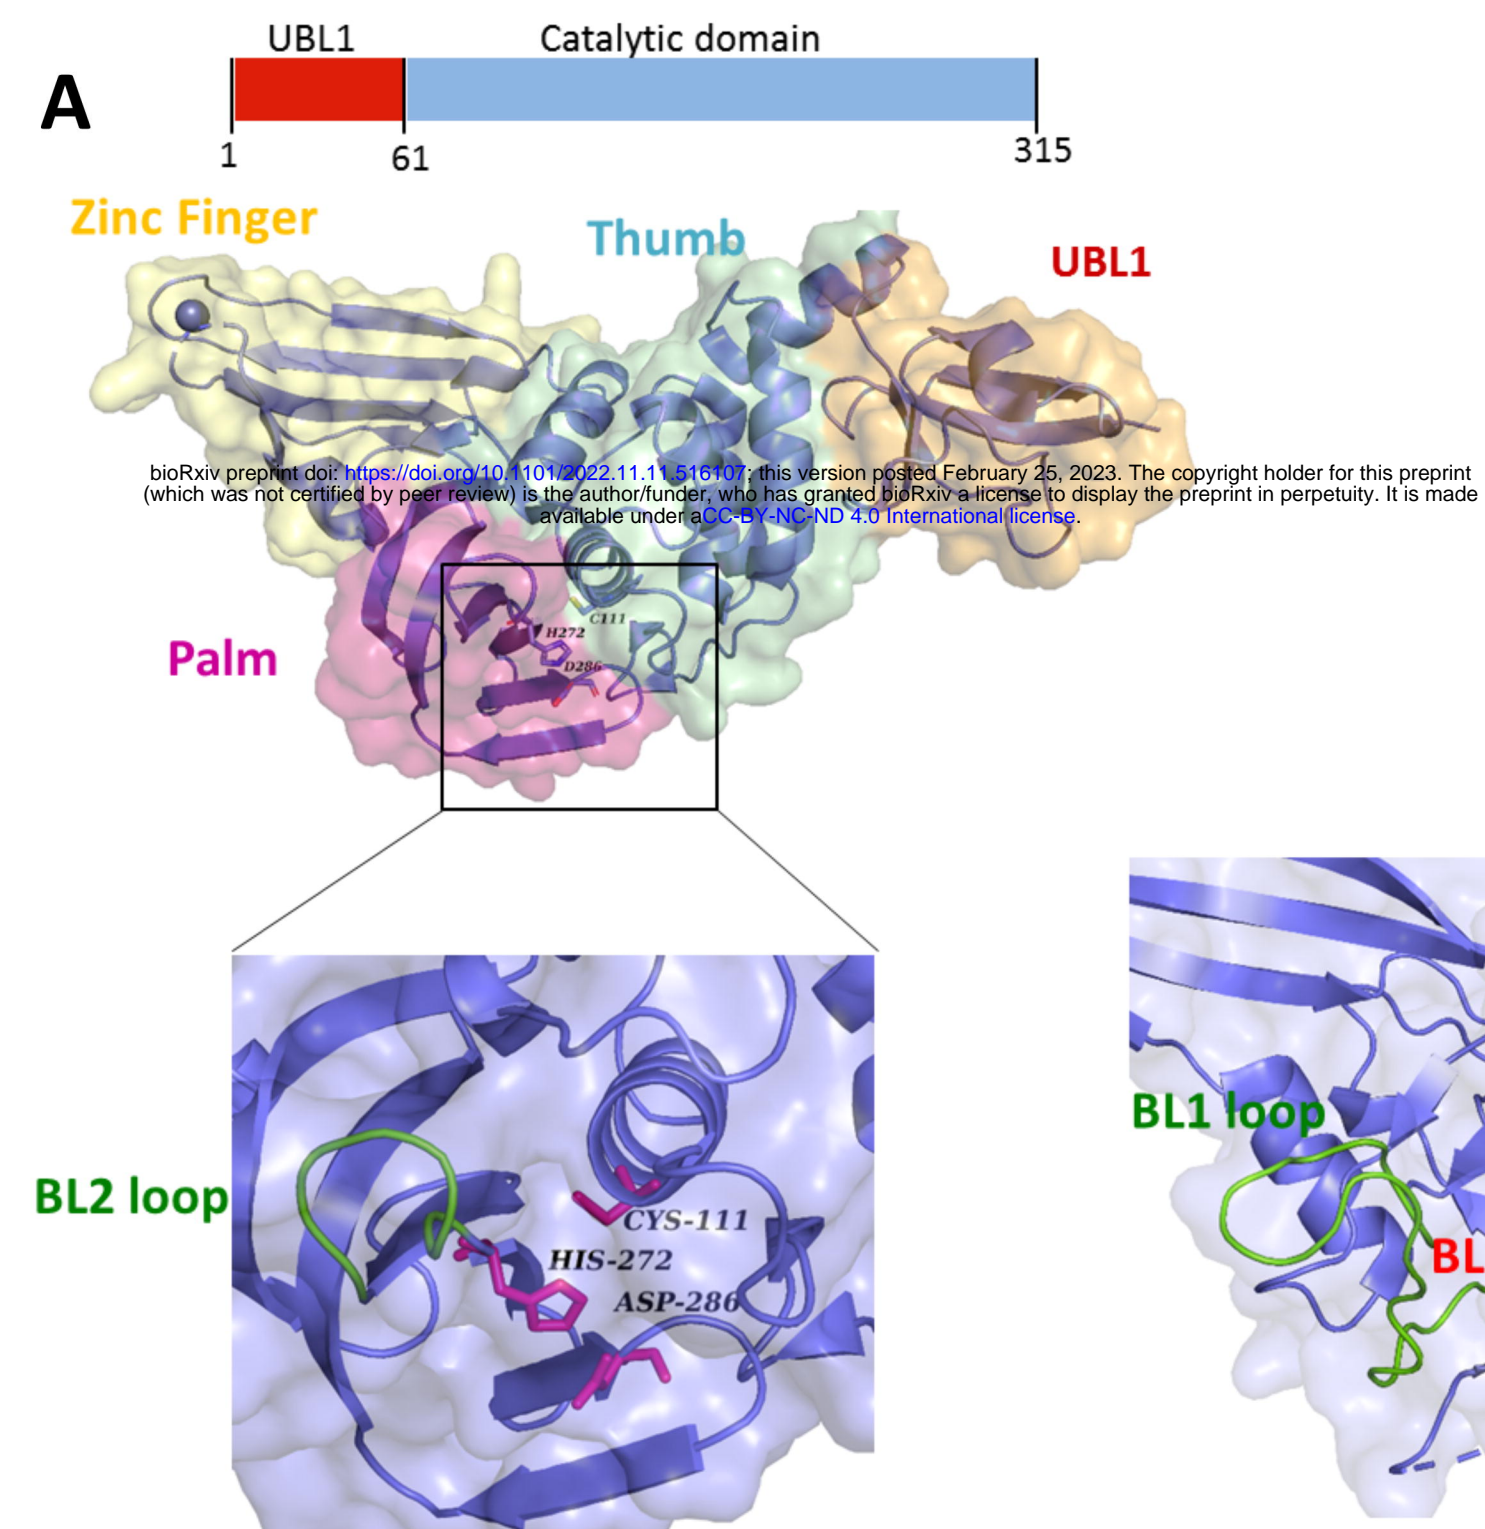 UBL1 Catalytic domain
A
1 61 315
Zinc Finger
Thumb
UBL1
bioRxiv preprint doi: https://doi.org/10.1101/2022.11.11.516107; this version posted February 25, 2023. The copyright holder for this preprint
(which was not certified by peer review) is the author/funder, who has granted bioRxiv a license to display the preprint in perpetuity. It is made
available under aCC-BY-NC-ND 4.0 International license.
C111
H272
D286
Palm
BL1 loop
BL2 loop
CYS-111
HIS-272
ASP-286
BL